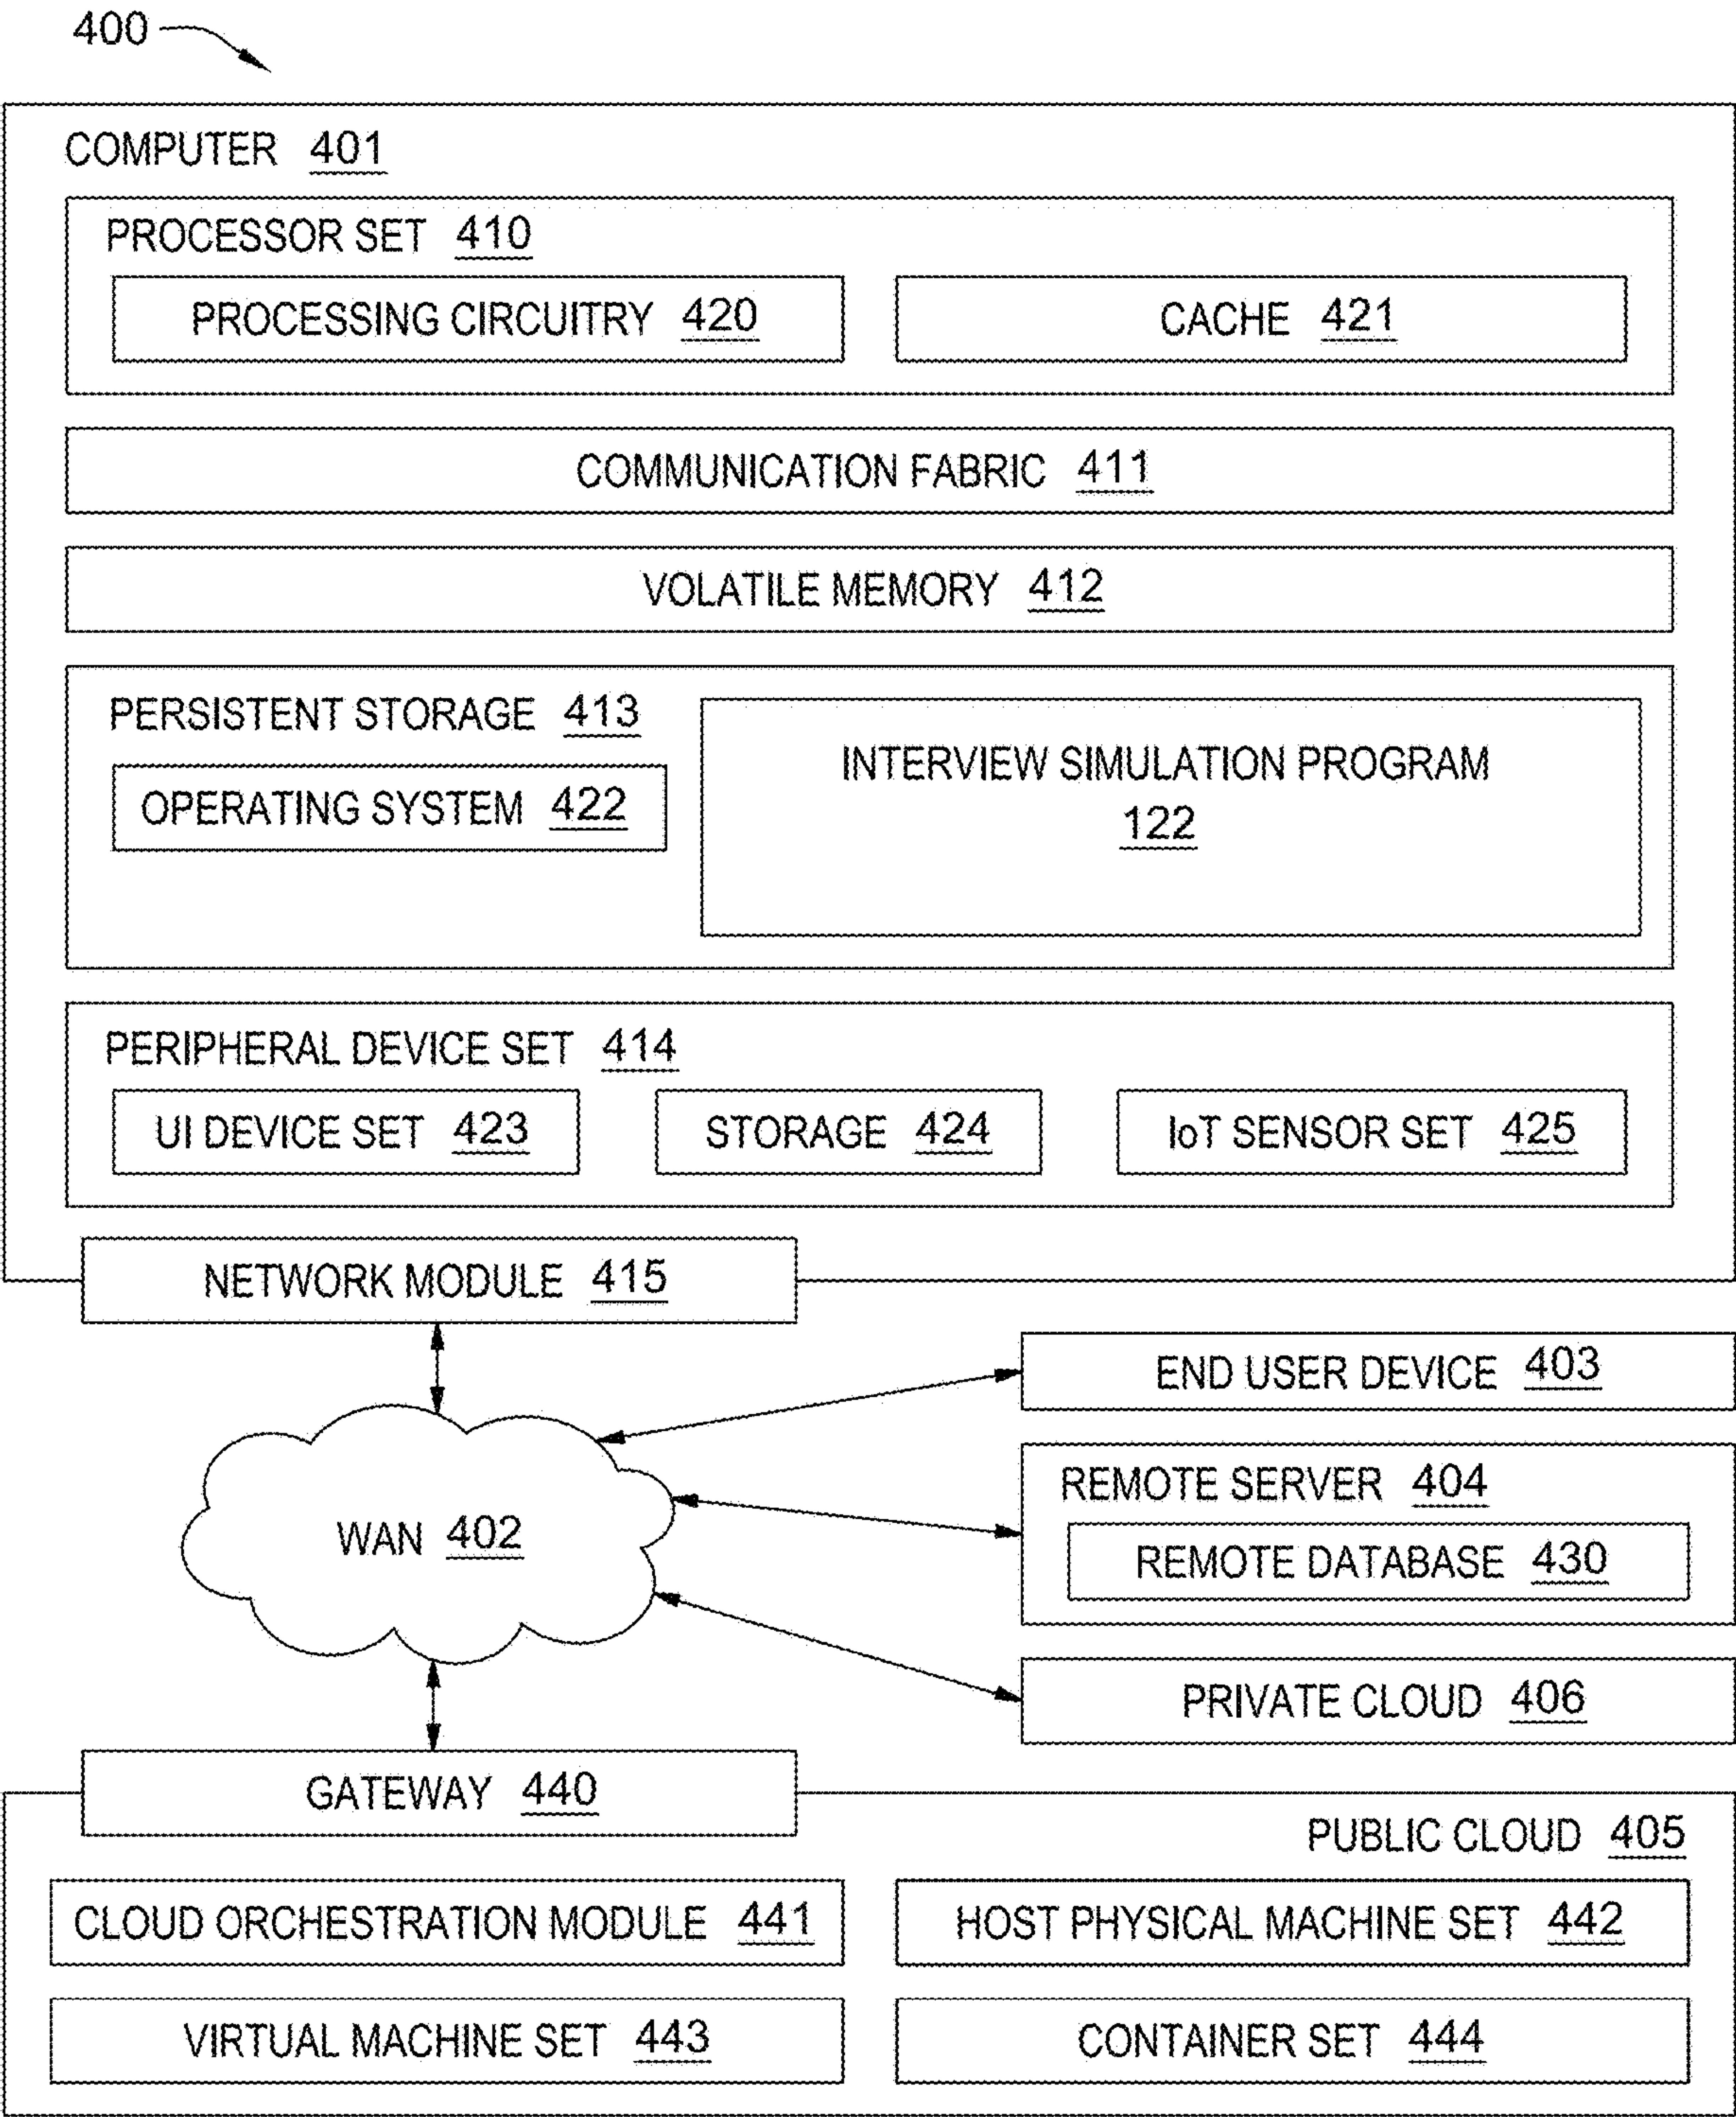 400
COMPUTER 401
PROCESSOR SET 410
PROCESSING CIRCUITRY 420
CACHE 421
COMMUNICATION FABRIC 411
VOLATILE MEMORY 412
PERSISTENT STORAGE 413
OPERATING SYSTEM 422
INTERVIEW SIMULATION PROGRAM
122
PERIPHERAL DEVICE SET 414
UI DEVICE SET 423
STORAGE 424
IoT SENSOR SET 425
NETWORK MODULE 415
END USER DEVICE 403
REMOTE SERVER 404
WAN 402
REMOTE DATABASE 430
PRIVATE CLOUD 406
GATEWAY 440
PUBLIC CLOUD 405
CLOUD ORCHESTRATION MODULE 441
HOST PHYSICAL MACHINE SET 442
VIRTUAL MACHINE SET 443
CONTAINER SET 444